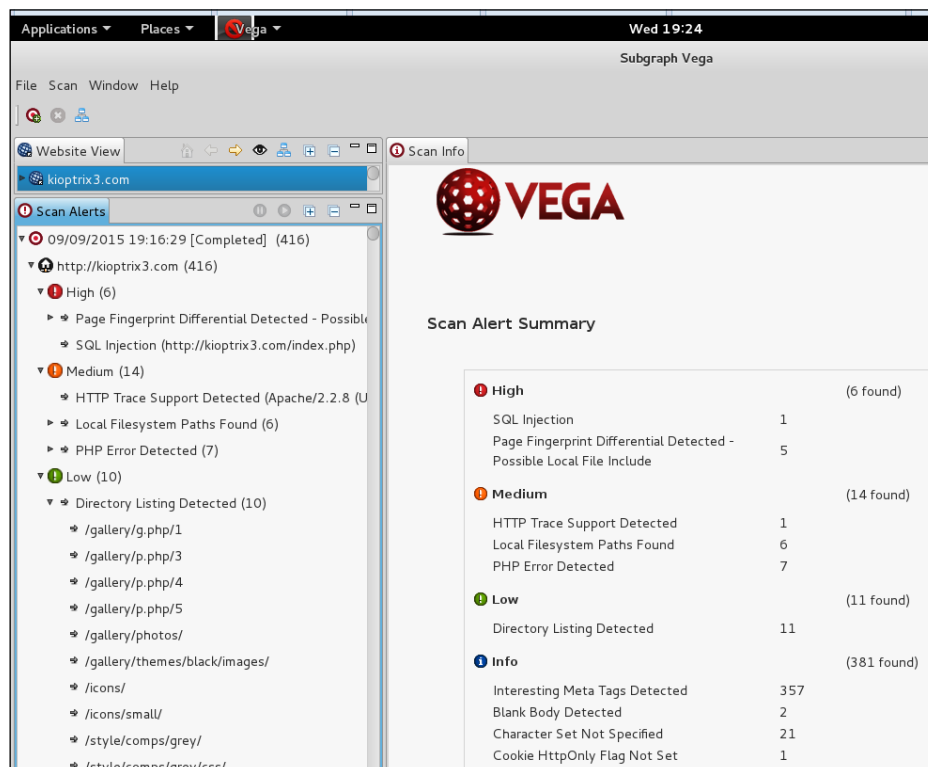 Applications Places Vega Wed 19:24
Subgraph Vega
File Scan Window Help
Website View
kioptrix3.com
Scan Alerts
09/09/2015 19:16:29 [Completed] (416)
http://kioptrix3.com (416)
High (6)
Page Fingerprint Differential Detected - Possible
SQL Injection (http://kioptrix3.com/index.php)
Medium (14)
HTTP Trace Support Detected (Apache/2.2.8 (U
Local Filesystem Paths Found (6)
PHP Error Detected (7)
Low (10)
Directory Listing Detected (10)
/gallery/g.php/1
/gallery/p.php/3
/gallery/p.php/4
/gallery/p.php/5
/gallery/photos/
/gallery/themes/black/images/
/icons/
/icons/small/
/style/comps/grey/
/style/comps/grey/css/
Scan Info
VEGA
Scan Alert Summary
High (6 found)
SQL Injection 1
Page Fingerprint Differential Detected -
Possible Local File Include 5
Medium (14 found)
HTTP Trace Support Detected 1
Local Filesystem Paths Found 6
PHP Error Detected 7
Low (11 found)
Directory Listing Detected 11
Info (381 found)
Interesting Meta Tags Detected 357
Blank Body Detected 2
Character Set Not Specified 21
Cookie HttpOnly Flag Not Set 1